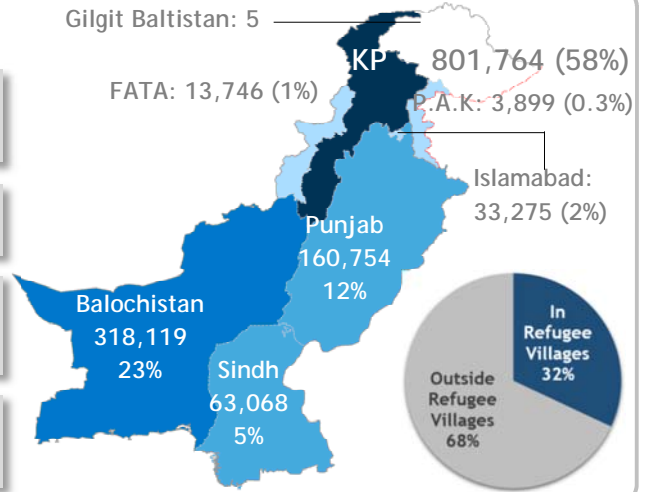 Gilgit Baltistan: 5
KP
801,764 (58%)
FATA: 13,746 (1%)
P.A.K: 3,899 (0.3%)
Islamabad:
33,275 (2%)
Punjab
160,754
12%
Balochistan
318,119
23%
Sindh
63,068
5%
In
Refugee
Villages
32%
Outside
Refugee
Villages
68%